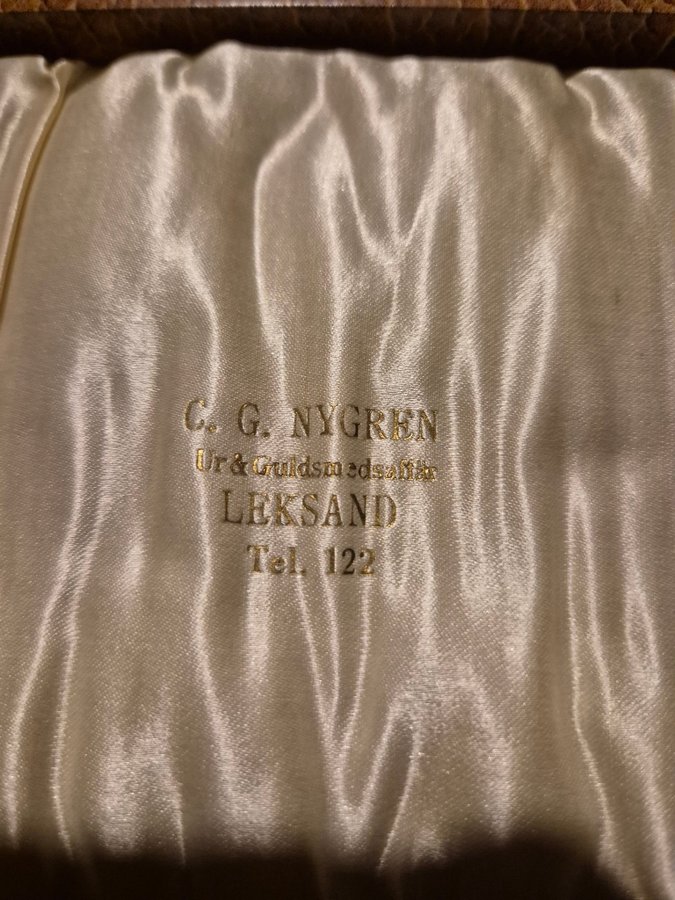 C. G. NYGREN
Ur & Guldsmedsaffär
LEKSAND
Tel. 122